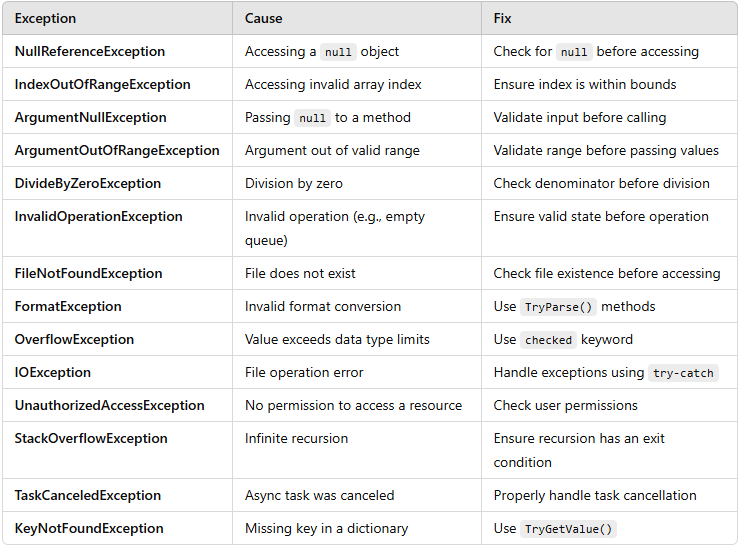 Exception Cause Fix
NullReferenceException Accessing a null object Check for null before accessing
IndexOutOfRangeException Accessing invalid array index Ensure index is within bounds
ArgumentNullException Passing null to a method Validate input before calling
ArgumentOutOfRangeException Argument out of valid range Validate range before passing values
DivideByZeroException Division by zero Check denominator before division
InvalidOperationException Invalid operation (e.g., empty Ensure valid state before operation
queue)
FileNotFoundException File does not exist Check file existence before accessing
FormatException Invalid format conversion Use TryParse() methods
OverflowException Value exceeds data type limits Use checked keyword
IOException File operation error Handle exceptions using try-catch
UnauthorizedAccessException No permission to access a resource Check user permissions
StackOverflowException Infinite recursion Ensure recursion has an exit
condition
TaskCanceledException Async task was canceled Properly handle task cancellation
KeyNotFoundException Missing key in a dictionary Use TryGetValue()